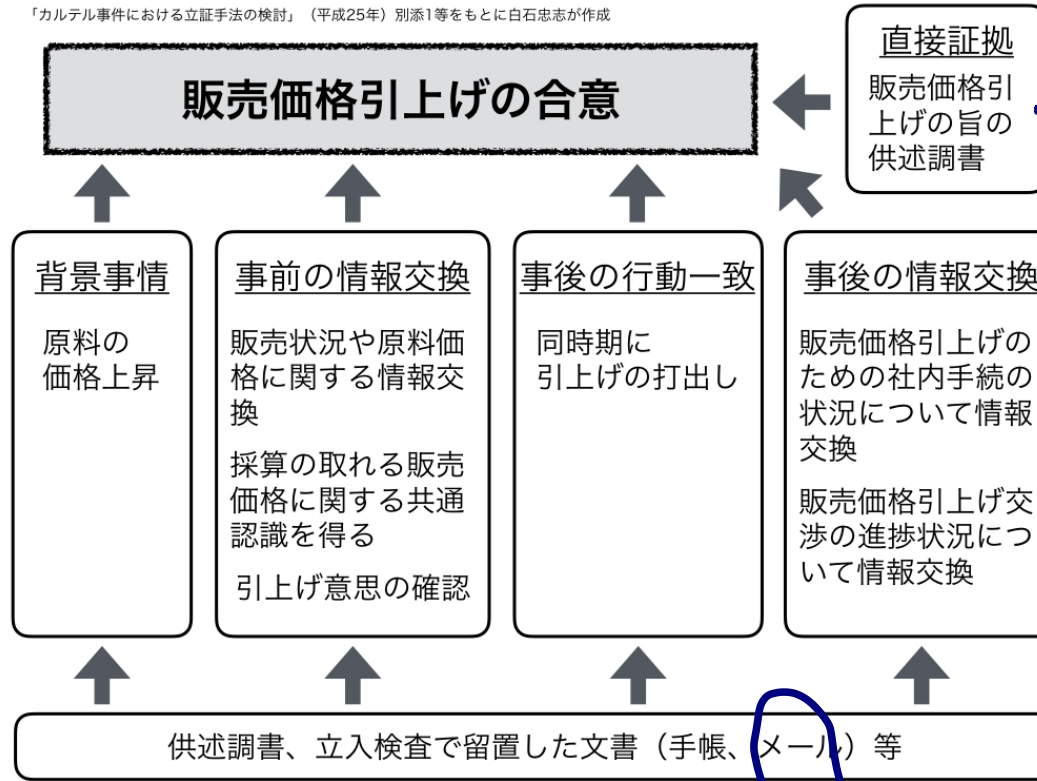 「カルテル事件における立証手法の検討」（平成25年）別添1等をもとに白石忠志が作成
販売価格引上げの合意
直接証拠
販売価格引
上げの旨の
供述調書
背景事情
原料の
価格上昇
事前の情報交換
販売状況や原料価
格に関する情報交
換
採算の取れる販売
価格に関する共通
認識を得る
引上げ意思の確認
事後の行動一致
同時期に
引上げの打出し
事後の情報交換
販売価格引上げの
ための社内手続の
状況について情報
交換
販売価格引上げ交
渉の進捗状況につ
いて情報交換
供述調書、立入検査で留置した文書（手帳、メール）等